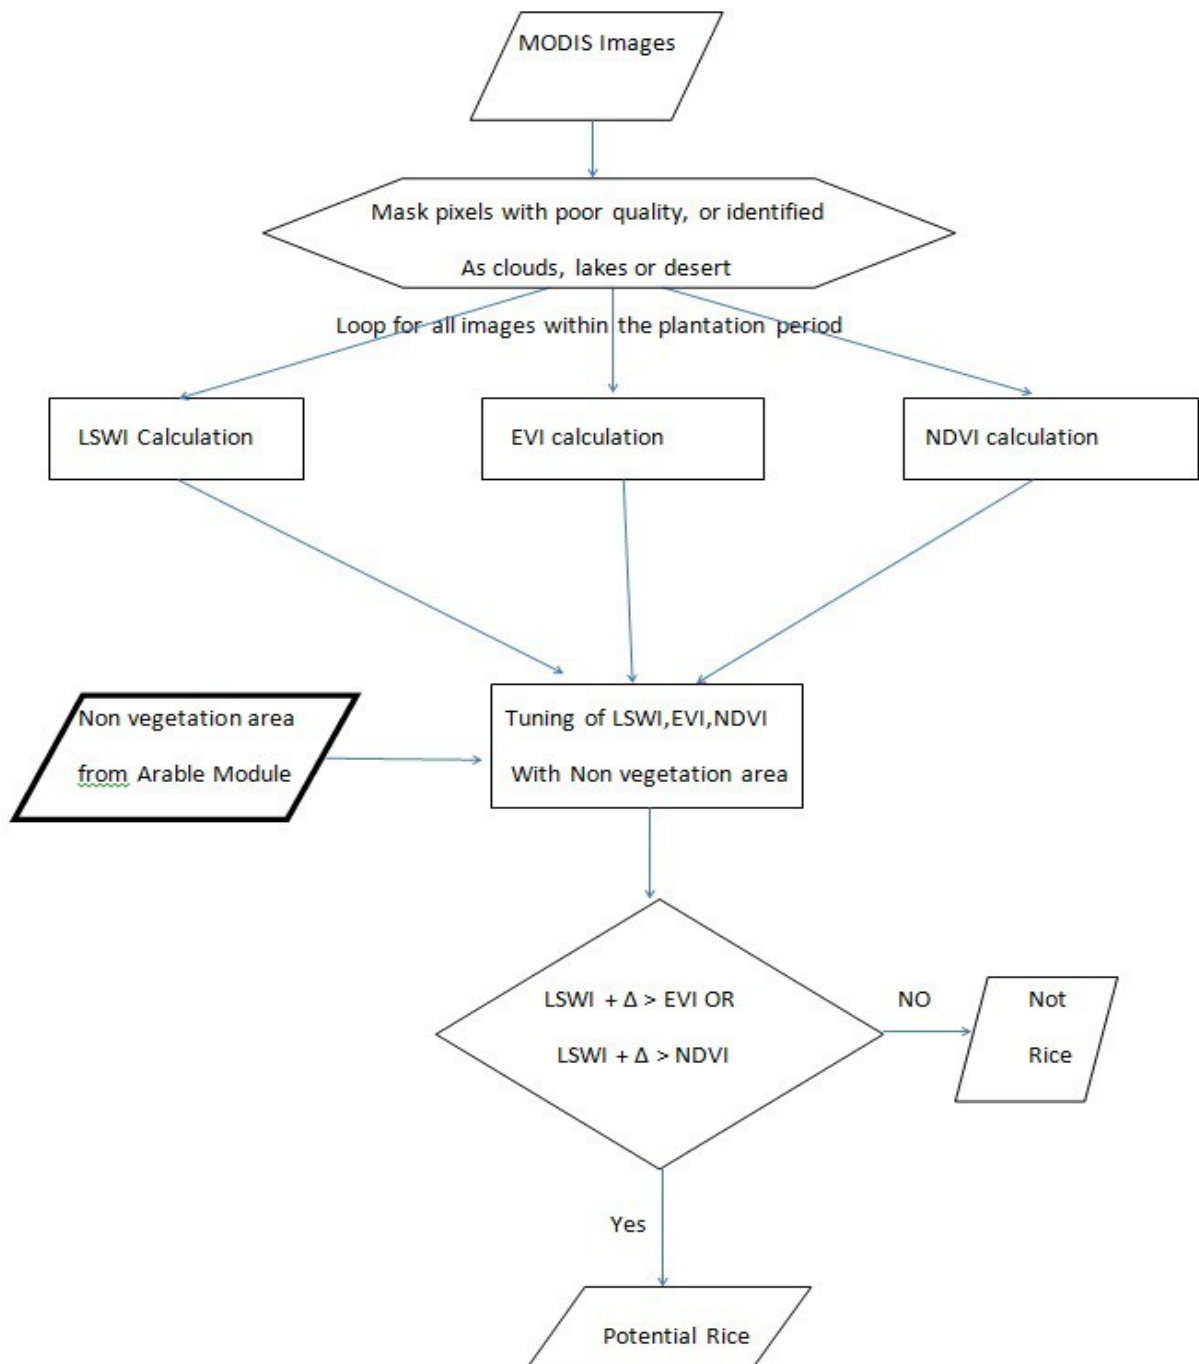 MODIS Images
Mask pixels with poor quality, or identified
As clouds, lakes or desert
Loop for all images within the plantation period
LSWI Calculation
EVI calculation
NDVI calculation
Non vegetation area
from Arable Module
Tuning of LSWI,EVI,NDVI
With Non vegetation area
LSWI + Δ > EVI OR
LSWI + Δ > NDVI
NO
Not
Rice
Yes
Potential Rice